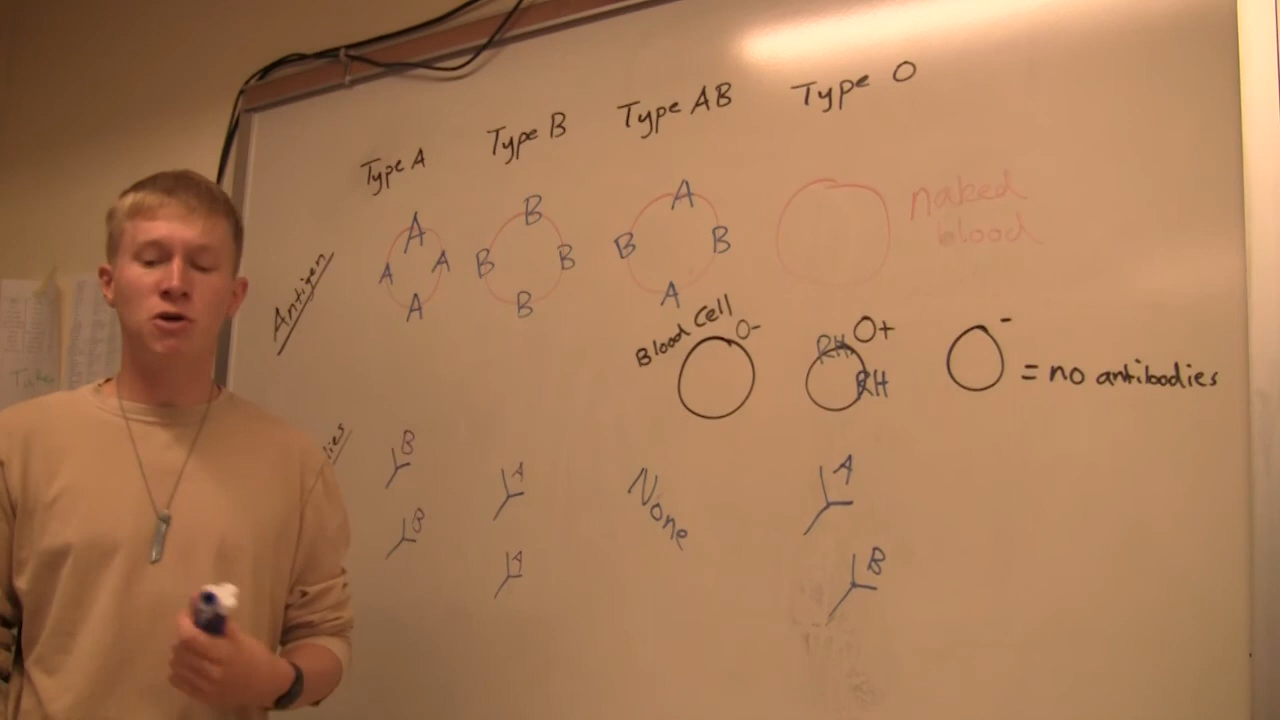 Type A
Type B
Type AB
Type O
Antigen
A
A
A
A
B
B
B
B
A
B
B
A
naked
blood
Blood Cell
O-
RH
O+
RH
-
= no antibodies
B
B
A
A
None
A
B